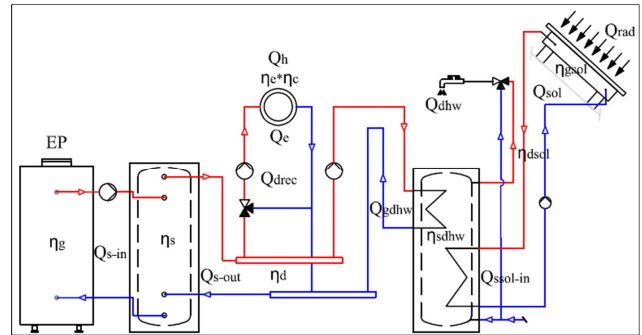 Qrad
Qh
ηe*ηc
ηgsol
Qsol
Qdhw
Qe
EP
ηdsol
Qdrec
Qgdhw
ηg
Qs-in
ηs
ηsdhw
Qs-out
ηd
Qssol-in